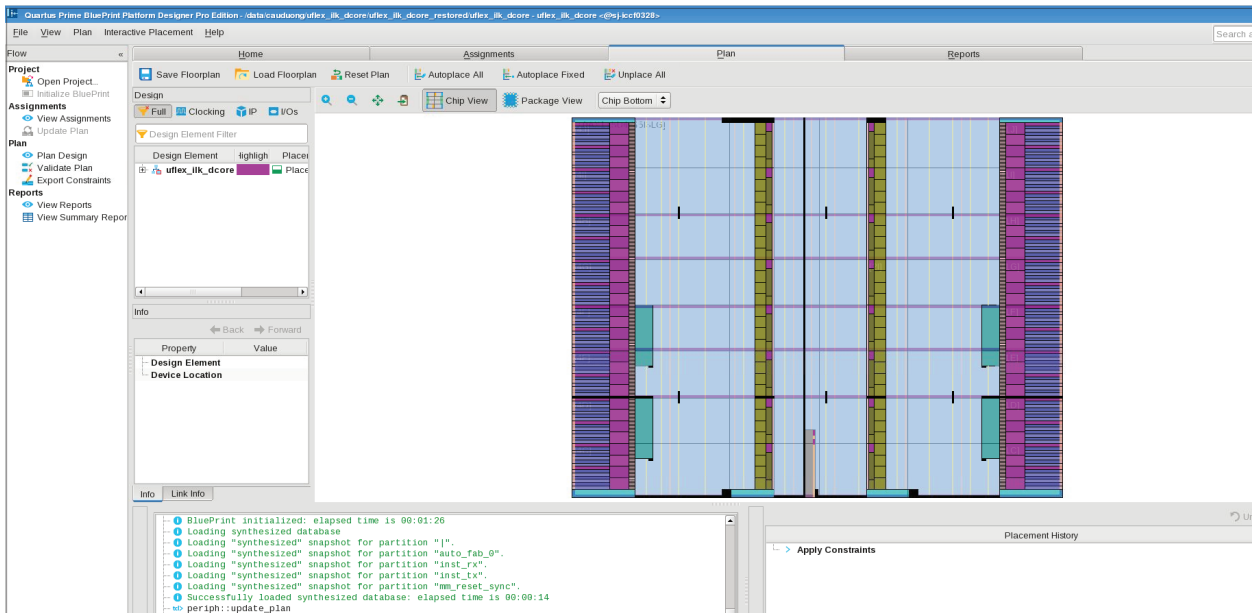 Quartus Prime BluePrint Platform Designer Pro Edition - /data/cauduong/uflex_ilk_dcore/uflex_ilk_dcore_restored/uflex_ilk_dcore - uflex_ilk_dcore <@sj-iccf0328>
File View Plan Interactive Placement Help
Search a
Flow «
Project
Open Project...
Initialize BluePrint
Assignments
View Assignments
Update Plan
Plan
Plan Design
Validate Plan
Export Constraints
Reports
View Reports
View Summary Repor
Home Assignments Plan Reports
Save Floorplan Load Floorplan Reset Plan Autoplace All Autoplace Fixed Unplace All
Design
Full Clocking IP I/Os
Design Element Filter
Design Element Highligh Placer
uflex_ilk_dcore Place
Chip View Package View Chip Bottom
Info
Back Forward
Property Value
Design Element
Device Location
Info Link Info
BluePrint initialized: elapsed time is 00:01:26
Loading synthesized database
Loading "synthesized" snapshot for partition "|".
Loading "synthesized" snapshot for partition "auto_fab_0".
Loading "synthesized" snapshot for partition "inst_rx".
Loading "synthesized" snapshot for partition "inst_tx".
Loading "synthesized" snapshot for partition "mm_reset_sync".
Successfully loaded synthesized database: elapsed time is 00:00:14
tcl> periph::update_plan
Un
Placement History
> Apply Constraints